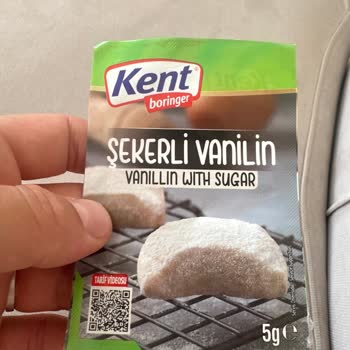 Kent
boringer
ŞEKERLİ VANİLİN
VANILLIN WITH SUGAR
TARİF VİDEOSU
5g e